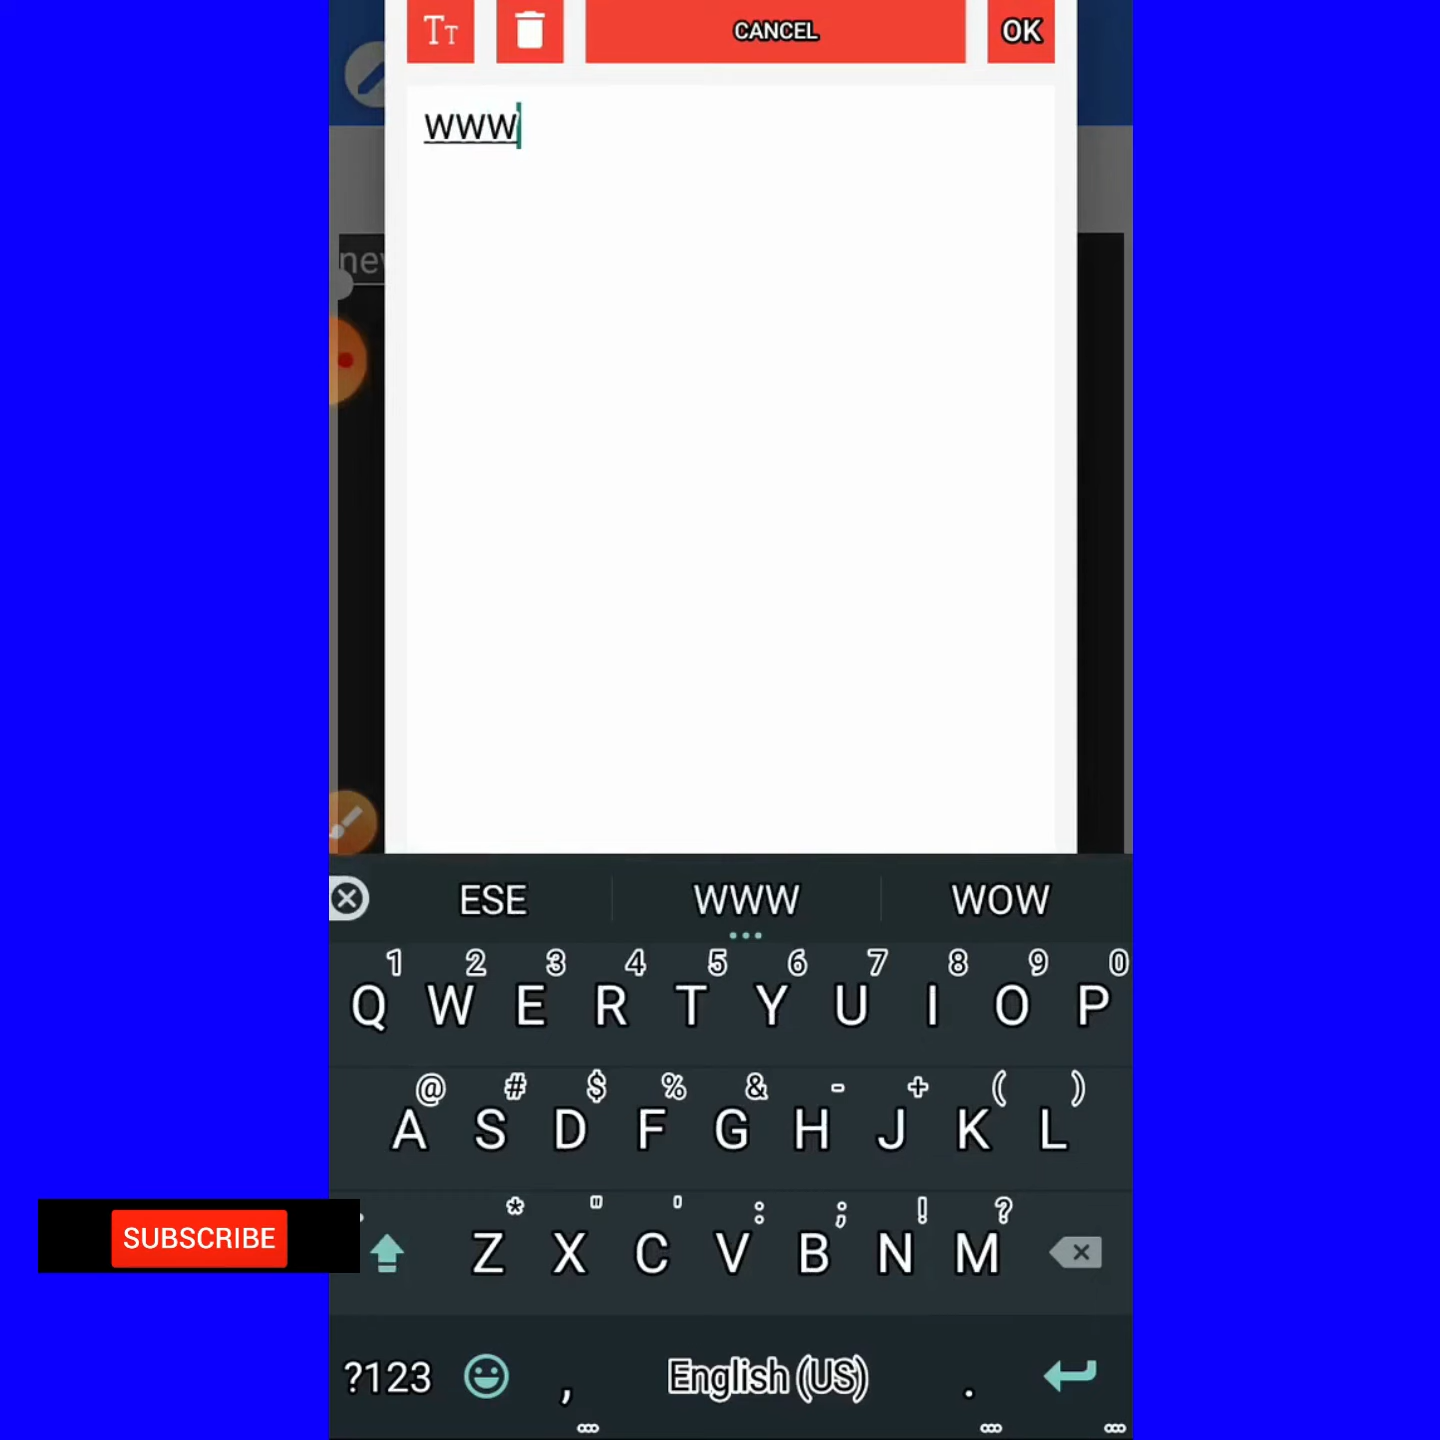 Tт CANCEL OK
WWW
new
ESE WWW WOW
1 2 3 4 5 6 7 8 9 0
Q W E R T Y U I O P
@ # $ % & - + ( )
A S D F G H J K L
* " ' : ; ! ?
Z X C V B N M
SUBSCRIBE
?123 , English (US) .